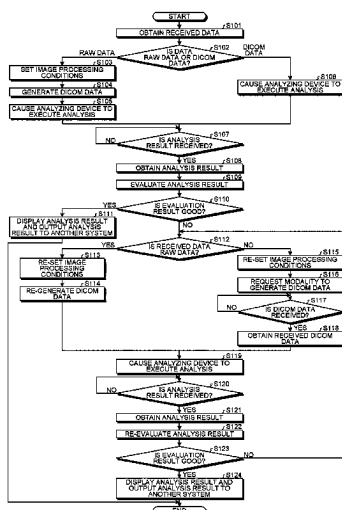 START
S101
OBTAIN RECEIVED DATA
S102
IS DATA
RAW DATA OR DICOM
DATA?
RAW DATA
DICOM
DATA
S103
SET IMAGE PROCESSING
CONDITIONS
S104
GENERATE DICOM DATA
S105
CAUSE ANALYZING DEVICE TO
EXECUTE ANALYSIS
S106
CAUSE ANALYZING DEVICE TO
EXECUTE ANALYSIS
S107
IS ANALYSIS
RESULT RECEIVED?
NO
YES
S108
OBTAIN ANALYSIS RESULT
S109
EVALUATE ANALYSIS RESULT
S110
IS EVALUATION
RESULT GOOD?
YES
NO
S111
DISPLAY ANALYSIS RESULT
AND OUTPUT ANALYSIS
RESULT TO ANOTHER SYSTEM
S112
IS RECEIVED DATA
RAW DATA?
YES
NO
S113
RE-SET IMAGE
PROCESSING
CONDITIONS
S114
RE-GENERATE DICOM
DATA
S115
RE-SET IMAGE PROCESSING
CONDITIONS
S116
REQUEST MODALITY TO
GENERATE DICOM DATA
S117
IS DICOM DATA
RECEIVED?
NO
YES
S118
OBTAIN RECEIVED DICOM
DATA
S119
CAUSE ANALYZING DEVICE TO
EXECUTE ANALYSIS
S120
IS ANALYSIS
RESULT RECEIVED?
NO
YES
S121
OBTAIN ANALYSIS RESULT
S122
RE-EVALUATE ANALYSIS RESULT
S123
IS EVALUATION
RESULT GOOD?
NO
YES
S124
DISPLAY ANALYSIS RESULT AND
OUTPUT ANALYSIS RESULT TO
ANOTHER SYSTEM
END